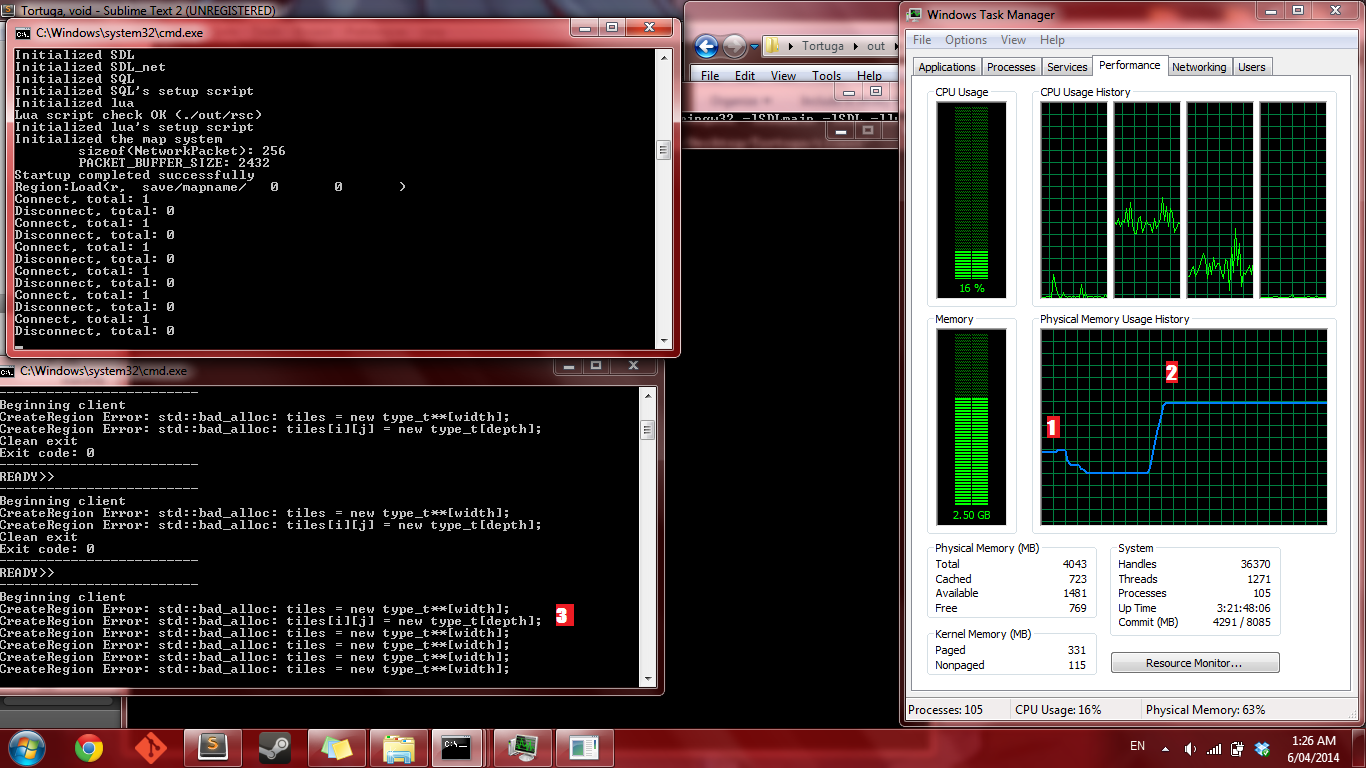 Tortuga, void - Sublime Text 2 (UNREGISTERED)
C:\Windows\system32\cmd.exe
Initialized SDL
Initialized SDL_net
Initialized SQL
Initialized SQL's setup script
Initialized lua
Lua script check OK (./out/rsc)
Initialized lua's setup script
Initialized the map system
sizeof(NetworkPacket): 256
PACKET_BUFFER_SIZE: 2432
Startup completed successfully
Region:Load(r, save/mapname/ 0 0 )
Connect, total: 1
Disconnect, total: 0
Connect, total: 1
Disconnect, total: 0
Connect, total: 1
Disconnect, total: 0
Connect, total: 1
Disconnect, total: 0
Connect, total: 1
Disconnect, total: 0
Connect, total: 1
Disconnect, total: 0
C:\Windows\system32\cmd.exe
Beginning client
CreateRegion Error: std::bad_alloc: tiles = new type_t**[width];
CreateRegion Error: std::bad_alloc: tiles[i][j] = new type_t[depth];
Clean exit
Exit code: 0
READY>>
Beginning client
CreateRegion Error: std::bad_alloc: tiles = new type_t**[width];
CreateRegion Error: std::bad_alloc: tiles[i][j] = new type_t[depth];
Clean exit
Exit code: 0
READY>>
Beginning client
CreateRegion Error: std::bad_alloc: tiles = new type_t**[width];
CreateRegion Error: std::bad_alloc: tiles[i][j] = new type_t[depth];
CreateRegion Error: std::bad_alloc: tiles = new type_t**[width];
CreateRegion Error: std::bad_alloc: tiles = new type_t**[width];
CreateRegion Error: std::bad_alloc: tiles = new type_t**[width];
CreateRegion Error: std::bad_alloc: tiles = new type_t**[width];
3
Tortuga out
File Edit View Tools Help
Windows Task Manager
File Options View Help
Applications Processes Services Performance Networking Users
CPU Usage CPU Usage History
16 %
Memory Physical Memory Usage History
1
2
2.50 GB
Physical Memory (MB)
Total 4043
Cached 723
Available 1481
Free 769
Kernel Memory (MB)
Paged 331
Nonpaged 115
System
Handles 36370
Threads 1271
Processes 105
Up Time 3:21:48:06
Commit (MB) 4291 / 8085
Resource Monitor...
Processes: 105 CPU Usage: 16% Physical Memory: 63%
EN
1:26 AM
6/04/2014